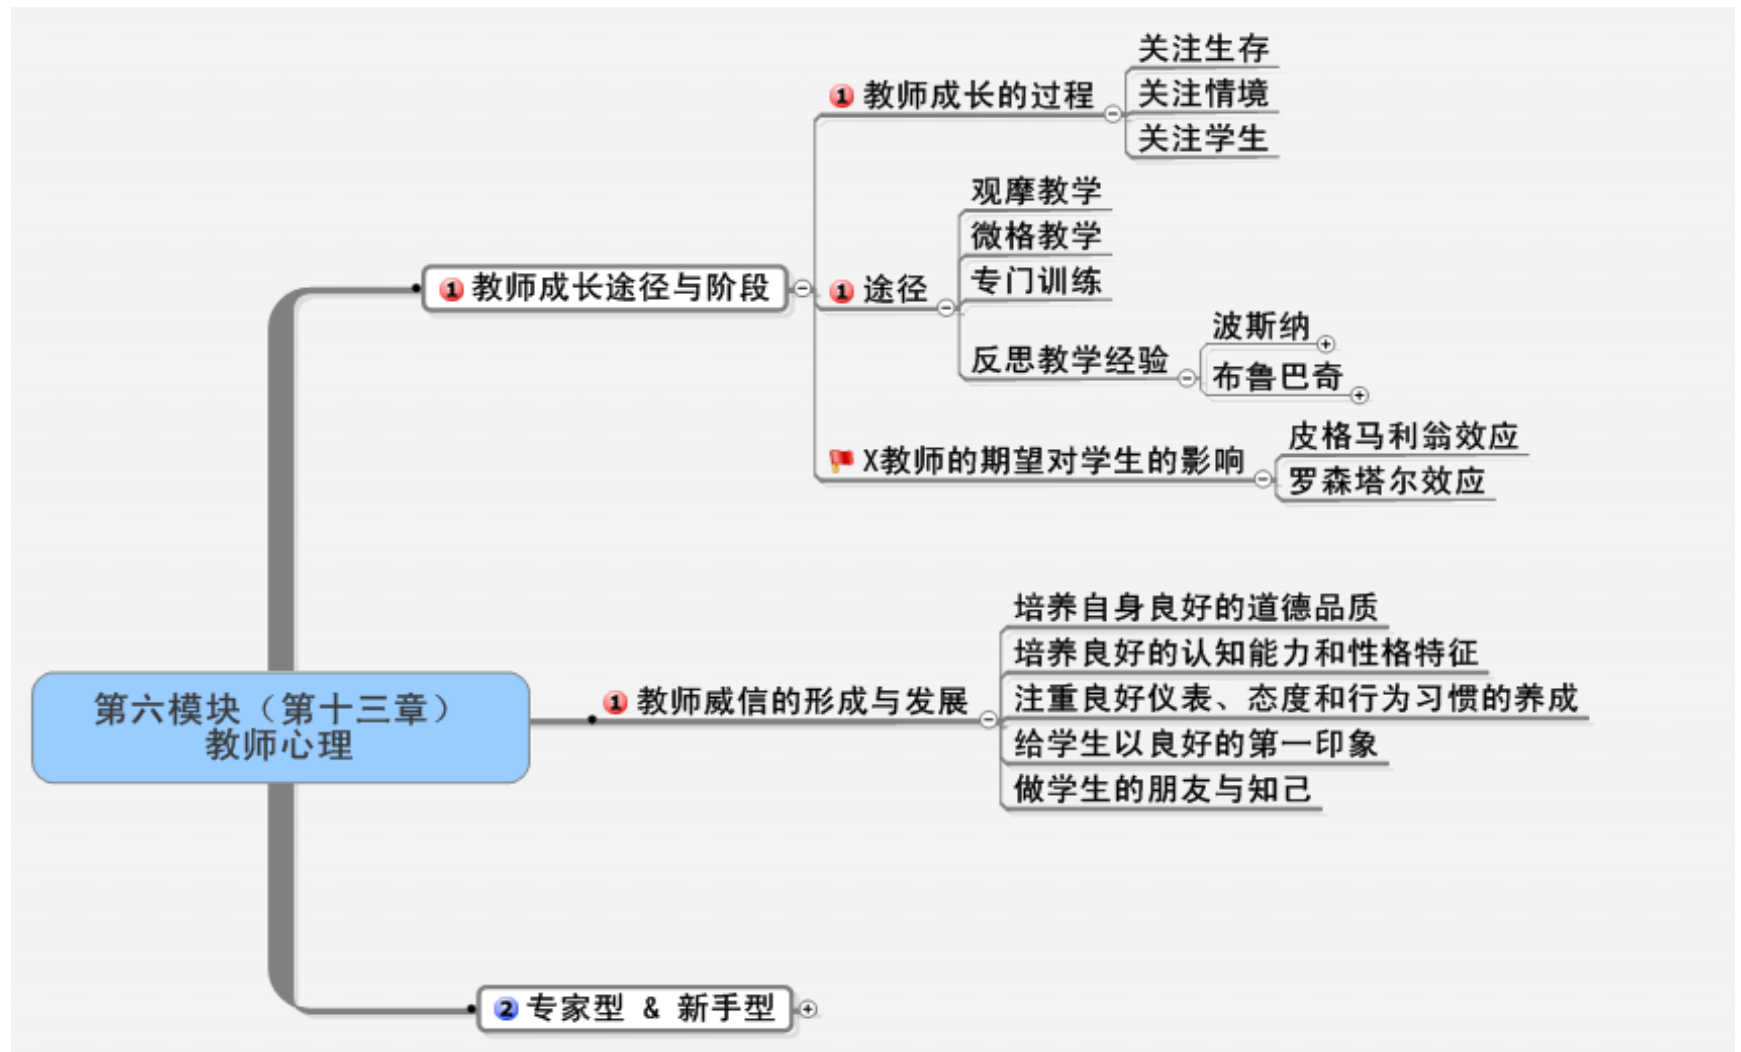 关注生存
1 教师成长的过程
关注情境
关注学生
观摩教学
微格教学
1 教师成长途径与阶段
1 途径
专门训练
反思教学经验
波斯纳
布鲁巴奇
X教师的期望对学生的影响
皮格马利翁效应
罗森塔尔效应
第六模块（第十三章）
教师心理
1 教师威信的形成与发展
培养自身良好的道德品质
培养良好的认知能力和性格特征
注重良好仪表、态度和行为习惯的养成
给学生以良好的第一印象
做学生的朋友与知己
2 专家型 & 新手型